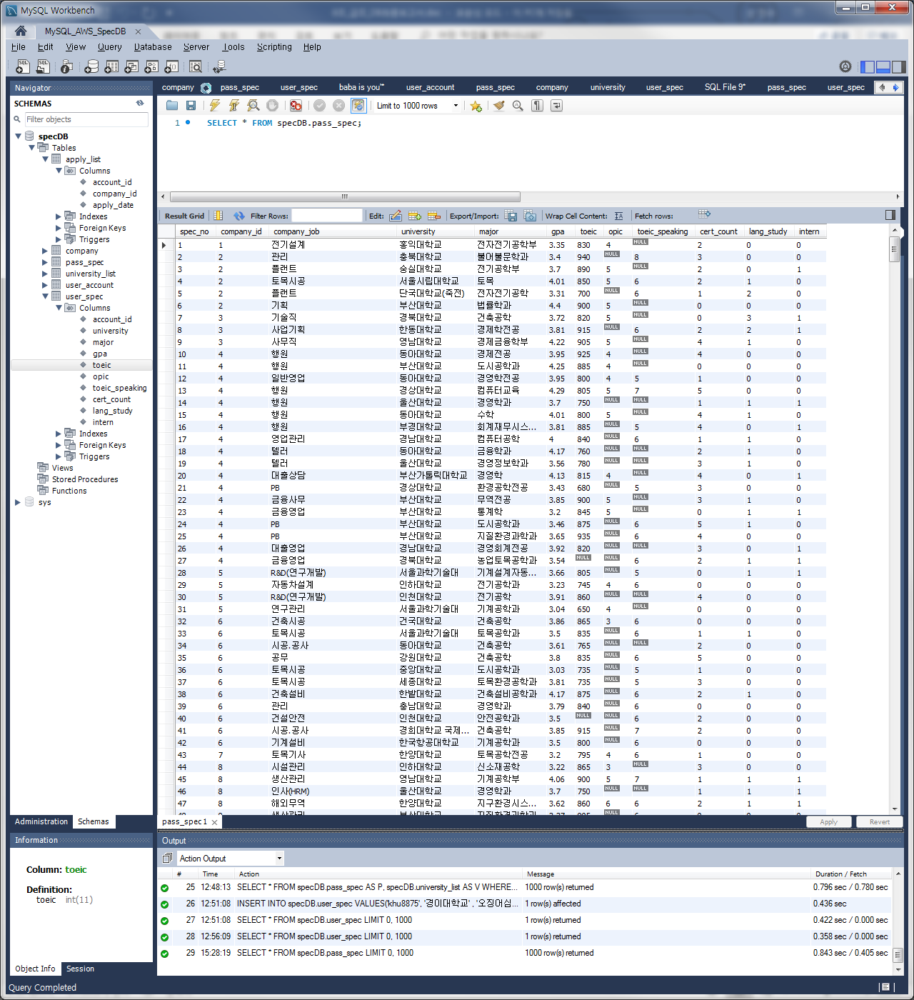 MySQL Workbench
MySQL_AWS_SpecDB
File Edit View Query Database Server Tools Scripting Help
Navigator
company pass_spec user_spec baba is you'* user_account pass_spec company university user_spec SQL File 9* pass_spec user_spec
SCHEMAS
Filter objects
specDB
Tables
apply_list
Columns
account_id
company_id
apply_date
Indexes
Foreign Keys
Triggers
company
pass_spec
university_list
user_account
user_spec
Columns
account_id
university
major
gpa
toeic
opic
toeic_speaking
cert_count
lang_study
intern
Indexes
Foreign Keys
Triggers
Views
Stored Procedures
Functions
sys
Limit to 1000 rows
1 SELECT * FROM specDB.pass_spec;
Result Grid Filter Rows: Edit: Export/Import: Wrap Cell Content: Fetch rows:
spec_no company_id company_job university major gpa toeic opic toeic_speaking cert_count lang_study intern
1 1 전기설계 홍익대학교 전자전기공학부 3.35 830 4 NULL 2 0 0
2 2 관리 충북대학교 불어불문학과 3.4 940 NULL 8 3 0 0
3 2 플랜트 숭실대학교 전기공학부 3.7 890 5 NULL 2 0 1
4 2 토목시공 서울시립대학교 토목 4.01 850 5 6 2 1 0
5 2 플랜트 단국대학교(죽전) 전자전기공학 3.31 700 NULL 6 1 2 0
6 2 기획 부산대학교 법률학과 4.4 900 5 NULL 0 0 0
7 3 기술직 경북대학교 건축공학 3.72 820 5 NULL 0 3 1
8 3 사업기획 한동대학교 경제학전공 3.81 915 NULL 6 2 2 1
9 3 사무직 영남대학교 경제금융학부 4.22 905 5 NULL 4 1 0
10 4 행원 동아대학교 경제전공 3.95 925 4 NULL 4 0 0
11 4 행원 부산대학교 도시공학과 4.25 885 4 NULL 0 0 0
12 4 일반영업 동아대학교 경영학전공 3.95 800 4 5 1 0 0
13 4 행원 경상대학교 컴퓨터교육 4.29 805 5 7 5 0 0
14 4 행원 울산대학교 경영학과 3.7 750 NULL NULL 1 1 1
15 4 행원 동아대학교 수학 4.01 800 5 NULL 4 1 0
16 4 행원 부경대학교 회계재무시스... 3.81 885 NULL 5 4 0 1
17 4 영업관리 경남대학교 컴퓨터공학 4 840 NULL 6 1 1 0
18 4 텔러 동아대학교 금융학과 4.17 760 NULL NULL 2 1 0
19 4 텔러 울산대학교 경영정보학과 3.56 780 NULL NULL 3 1 0
20 4 대출상담 부산가톨릭대학교 경영학 4.13 815 4 NULL 4 0 1
21 4 PB 경상대학교 환경공학전공 3.43 680 NULL 5 3 0 0
22 4 금융사무 부산대학교 무역전공 3.85 900 5 NULL 3 1 0
23 4 금융영업 부산대학교 통계학 3.2 845 5 NULL 0 1 1
24 4 PB 부산대학교 도시공학과 3.46 875 NULL 6 5 1 0
25 4 PB 부산대학교 지질환경과학과 3.65 935 NULL 6 4 0 0
26 4 대출영업 경남대학교 경영회계전공 3.92 820 NULL NULL 3 0 1
27 4 금융영업 경북대학교 농업토목공학과 3.54 NULL NULL 6 2 1 1
28 5 R&D(연구개발) 서울과학기술대 기계설계자동... 3.66 805 NULL 5 0 1 1
29 5 자동차설계 인하대학교 전기공학과 3.23 745 4 6 0 0 0
30 5 R&D(연구개발) 인천대학교 전기공학 3.91 860 NULL NULL 4 0 0
31 5 연구관리 서울과학기술대 기계공학과 3.04 650 4 NULL 0 0 0
32 6 건축시공 건국대학교 건축공학 3.86 865 3 6 0 0 0
33 6 토목시공 서울과학기술대 토목공학과 3.5 835 NULL 6 1 1 0
34 6 시공.공사 동아대학교 건축공학 3.61 765 NULL NULL 2 0 0
35 6 공무 강원대학교 건축공학 3.8 835 NULL 6 5 0 0
36 6 토목시공 중앙대학교 도시공학과 3.03 735 NULL 5 1 0 0
37 6 토목시공 세종대학교 토목환경공학과 3.81 735 NULL 5 3 0 0
38 6 건축설비 한밭대학교 건축설비공학과 4.17 875 NULL 6 2 1 0
39 6 관리 충남대학교 경영학과 3.79 840 NULL 6 0 0 0
40 6 건설안전 인천대학교 안전공학과 3.5 NULL NULL 6 2 0 0
41 6 시공.공사 경희대학교 국제... 건축공학 3.85 915 NULL 7 2 0 0
42 6 기계설비 한국항공대학교 기계공학과 3.5 800 NULL 6 0 0 0
43 7 토목기사 한양대학교 토목공학전공 3.2 795 4 6 1 0 0
44 8 시설관리 인하대학교 신소재공학 3.22 865 3 NULL 3 0 0
45 8 생산관리 영남대학교 기계공학부 4.06 900 5 7 1 1 1
46 8 인사(HRM) 울산대학교 경영학과 3.7 750 NULL NULL 1 1 1
47 8 해외무역 한양대학교 지구환경시스... 3.62 860 6 6 2 1 1
Administration Schemas
pass_spec1 Apply Revert
Information
Column: toeic
Definition:
toeic int(11)
Object Info Session
Output
Action Output
# Time Action Message Duration / Fetch
25 12:48:13 SELECT * FROM specDB.pass_spec AS P, specDB.university_list AS V WHERE... 1000 row(s) returned 0.796 sec / 0.780 sec
26 12:51:08 INSERT INTO specDB.user_spec VALUES('khu8875', '경이대학교' , '오징어심... 1 row(s) affected 0.436 sec
27 12:51:08 SELECT * FROM specDB.user_spec LIMIT 0, 1000 1 row(s) returned 0.422 sec / 0.000 sec
28 12:56:09 SELECT * FROM specDB.user_spec LIMIT 0, 1000 1 row(s) returned 0.358 sec / 0.000 sec
29 15:28:19 SELECT * FROM specDB.pass_spec LIMIT 0, 1000 1000 row(s) returned 0.843 sec / 0.405 sec
Query Completed